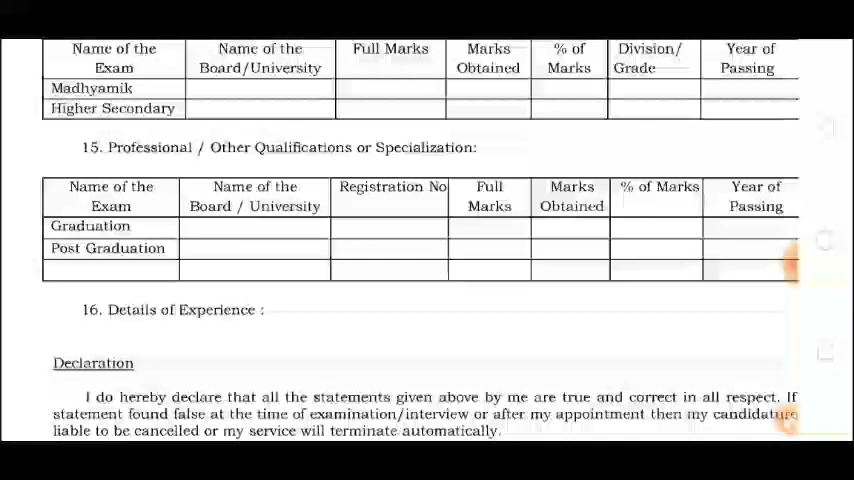 Name of the Exam Name of the Board/University Full Marks Marks Obtained % of Marks Division/ Grade Year of Passing
Madhyamik
Higher Secondary
15. Professional / Other Qualifications or Specialization:
Name of the Exam Name of the Board / University Registration No Full Marks Marks Obtained % of Marks Year of Passing
Graduation
Post Graduation
16. Details of Experience :
Declaration
I do hereby declare that all the statements given above by me are true and correct in all respect. If
statement found false at the time of examination/interview or after my appointment then my candidature
liable to be cancelled or my service will terminate automatically.